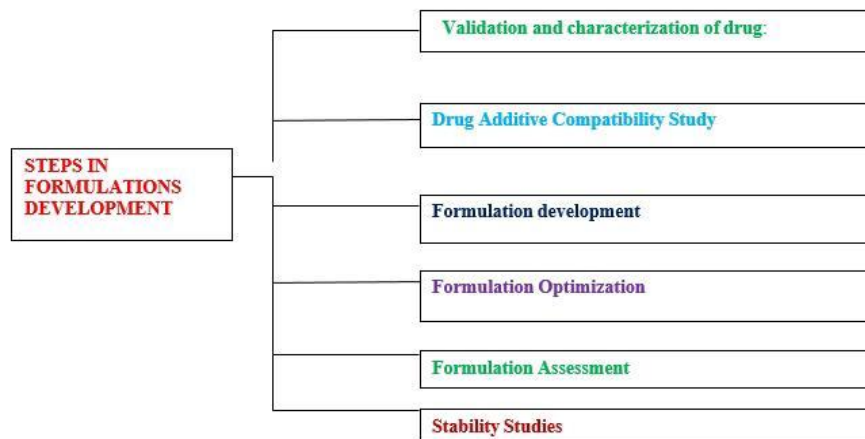 STEPS IN
FORMULATIONS
DEVELOPMENT
Validation and characterization of drug:
Drug Additive Compatibility Study
Formulation development
Formulation Optimization
Formulation Assessment
Stability Studies